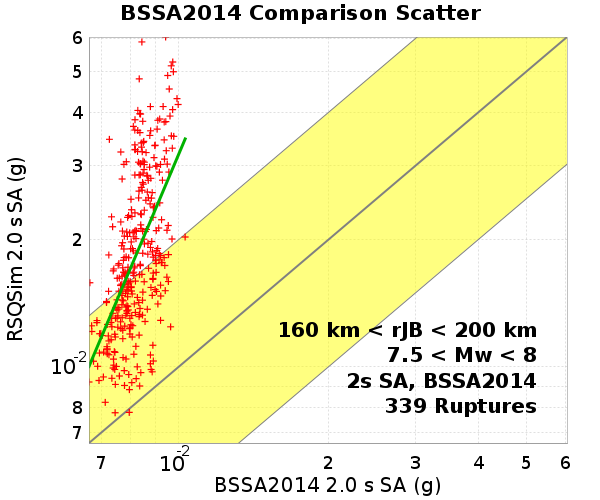 BSSA2014 Comparison Scatter
RSQSim 2.0 s SA (g)
6
5
4
3
2
10-2
8
7
160 km < rJB < 200 km
7.5 < Mw < 8
2s SA, BSSA2014
339 Ruptures
7 10-2 2 3 4 5 6
BSSA2014 2.0 s SA (g)